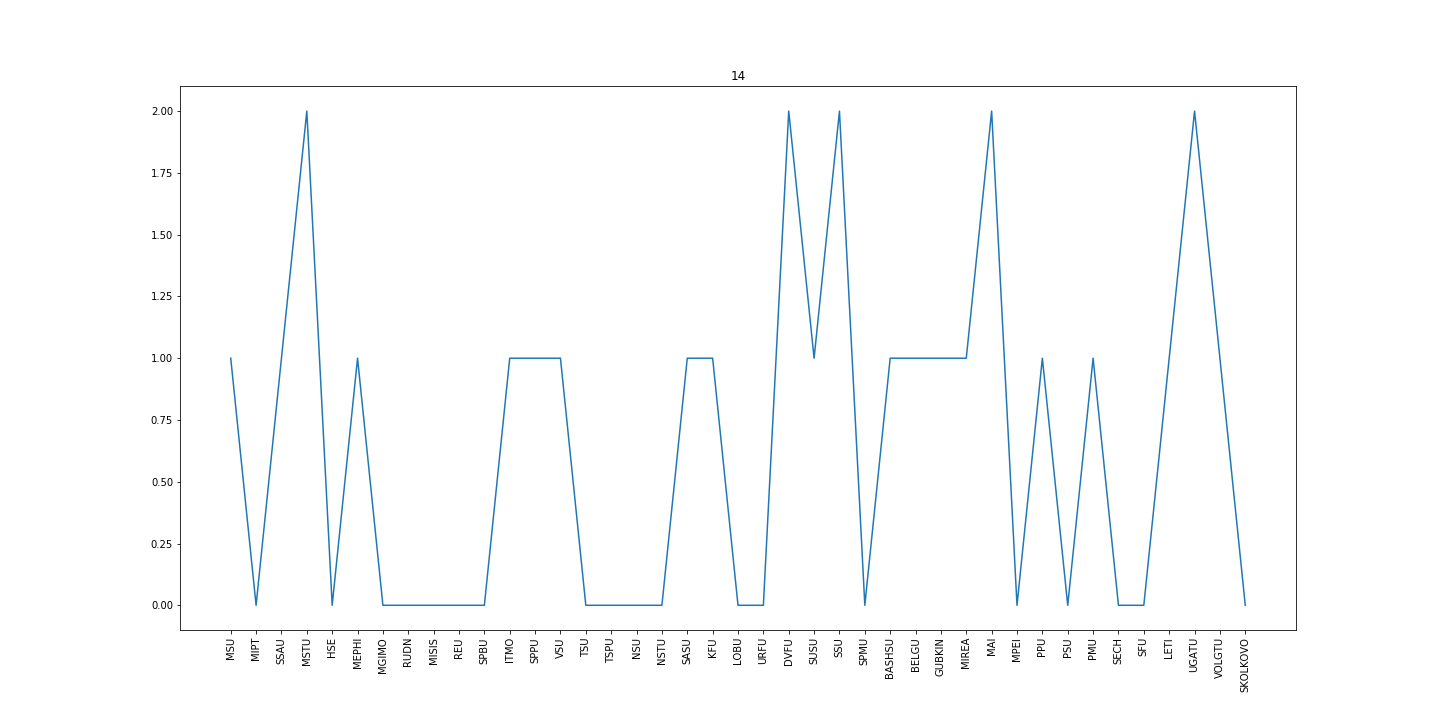 14
2.00
1.75
1.50
1.25
1.00
0.75
0.50
0.25
0.00
MSU
MIPT
SSAU
MSTU
HSE
MEPHI
MGIMO
RUDN
MISIS
REU
SPBU
ITMO
SPPU
VSU
TSU
TSPU
NSU
NSTU
SASU
KFU
LOBU
URFU
DVFU
SUSU
SSU
SPMU
BASHSU
BELGU
GUBKIN
MIREA
MAI
MPEI
PPU
PSU
PMU
SECH
SFU
LETI
UGATU
VOLGTU
SKOLKOVO